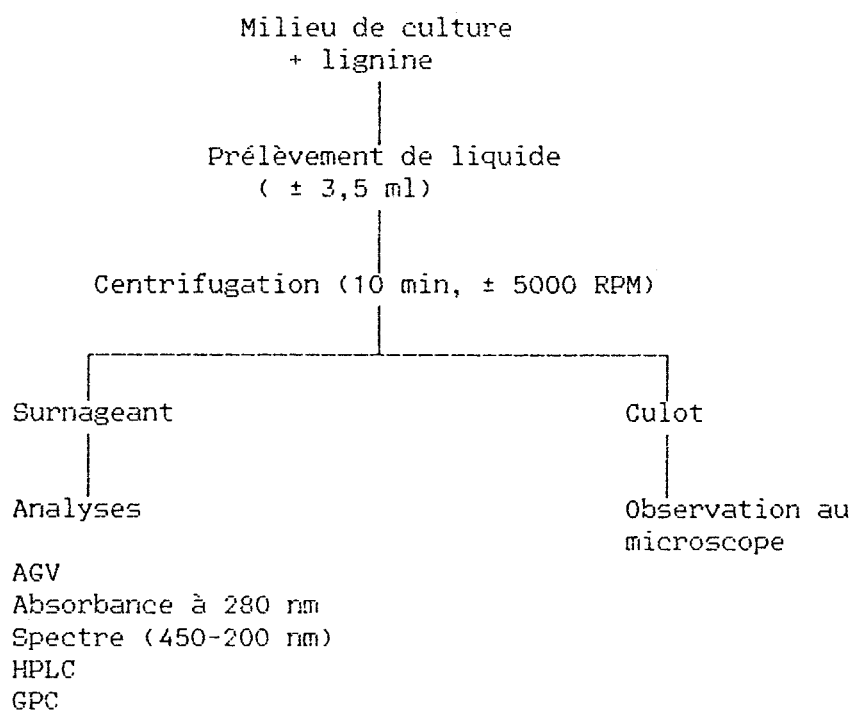 Milieu de culture
+ lignine
Prélèvement de liquide
( ± 3,5 ml)
Centrifugation (10 min, ± 5000 RPM)
Surnageant
Culot
Analyses
Observation au
microscope
AGV
Absorbance à 280 nm
Spectre (450-200 nm)
HPLC
GPC